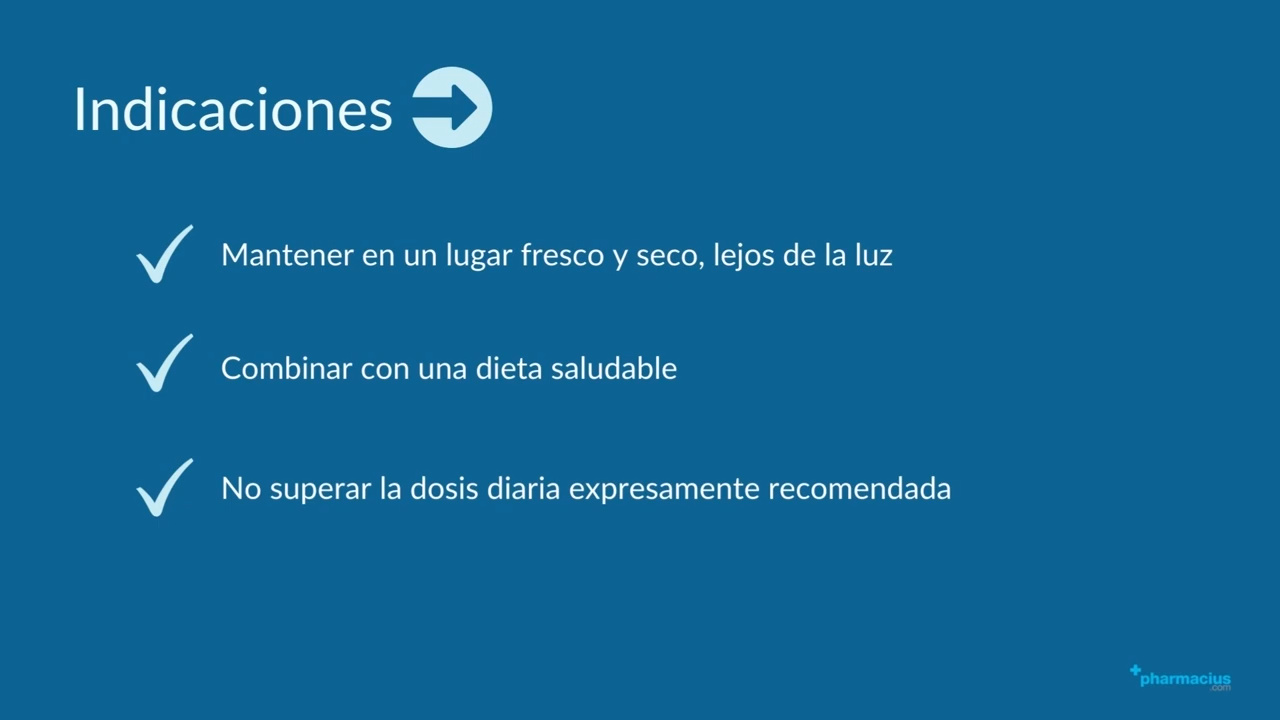 Indicaciones
Mantener en un lugar fresco y seco, lejos de la luz
Combinar con una dieta saludable
No superar la dosis diaria expresamente recomendada
pharmacius
.com